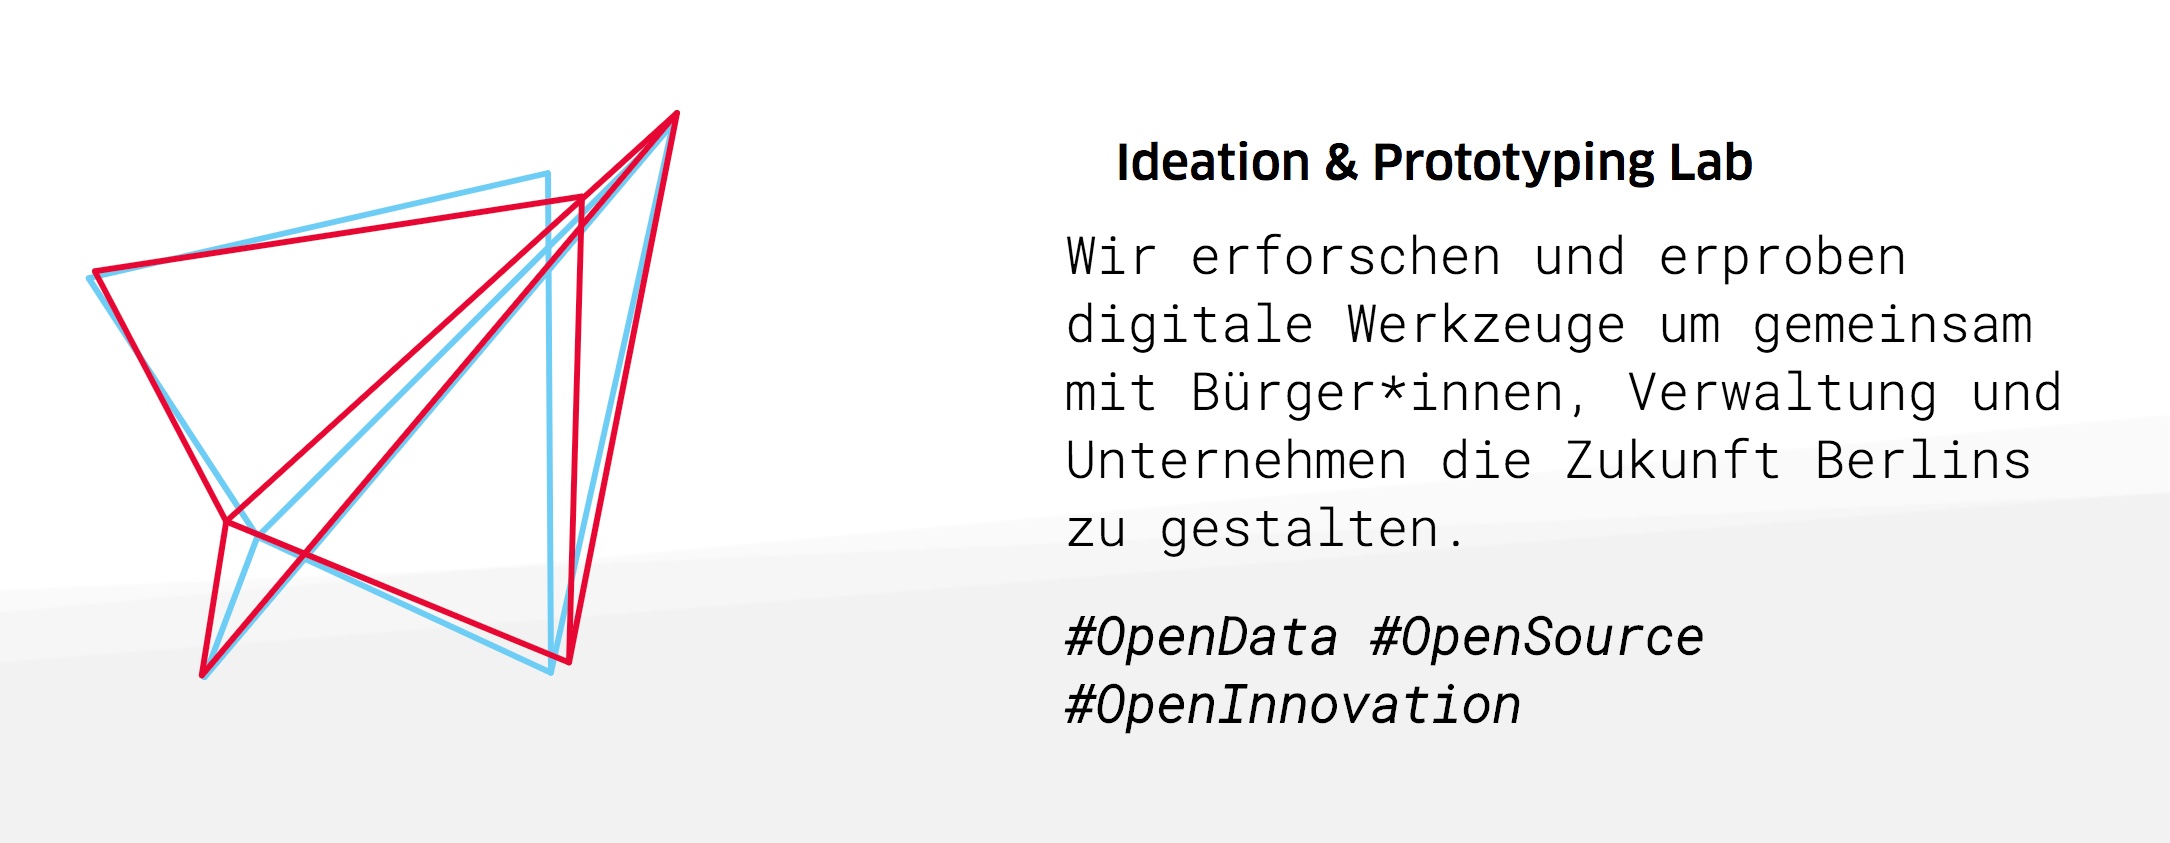 Ideation & Prototyping Lab
Wir erforschen und erproben
digitale Werkzeuge um gemeinsam
mit Bürger*innen, Verwaltung und
Unternehmen die Zukunft Berlins
zu gestalten.
#OpenData #OpenSource
#OpenInnovation